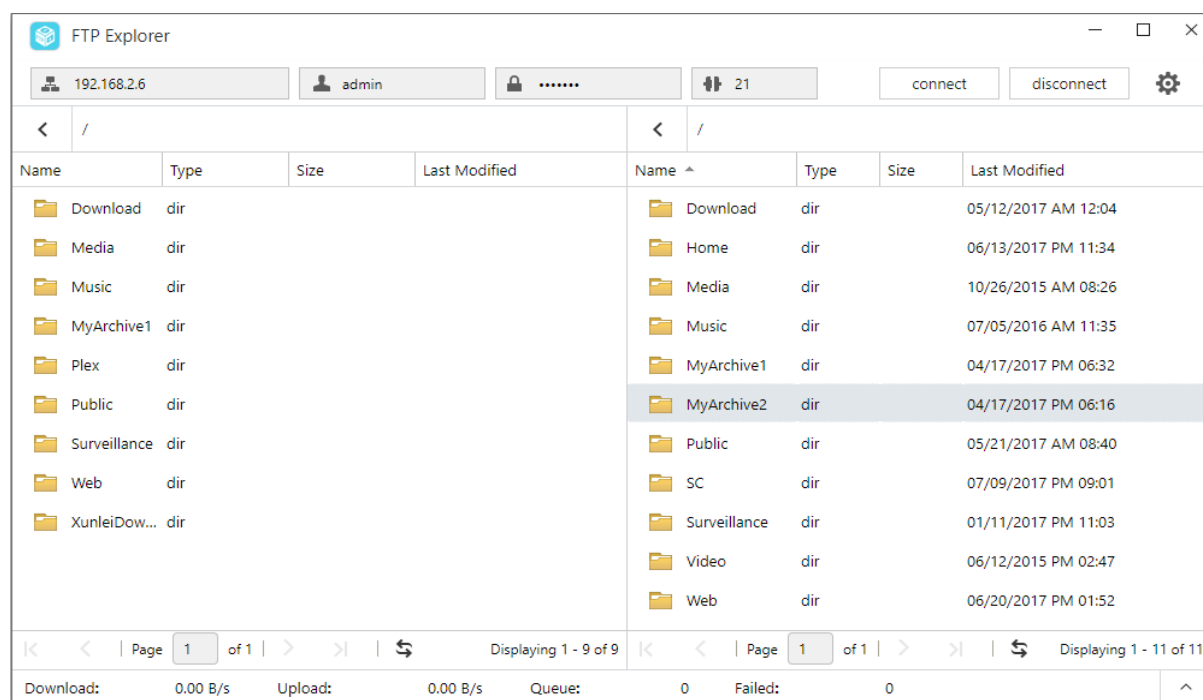 FTP Explorer
192.168.2.6 admin ••••••• 21 connect disconnect
/ /
Name Type Size Last Modified Name Type Size Last Modified
Download dir Download dir 05/12/2017 AM 12:04
Media dir Home dir 06/13/2017 PM 11:34
Music dir Media dir 10/26/2015 AM 08:26
MyArchive1 dir Music dir 07/05/2016 AM 11:35
Plex dir MyArchive1 dir 04/17/2017 PM 06:32
Public dir MyArchive2 dir 04/17/2017 PM 06:16
Surveillance dir Public dir 05/21/2017 AM 08:40
Web dir SC dir 07/09/2017 PM 09:01
XunleiDow... dir Surveillance dir 01/11/2017 PM 11:03
Video dir 06/12/2015 PM 02:47
Web dir 06/20/2017 PM 01:52
Page 1 of 1 Displaying 1 - 9 of 9 Page 1 of 1 Displaying 1 - 11 of 11
Download: 0.00 B/s Upload: 0.00 B/s Queue: 0 Failed: 0